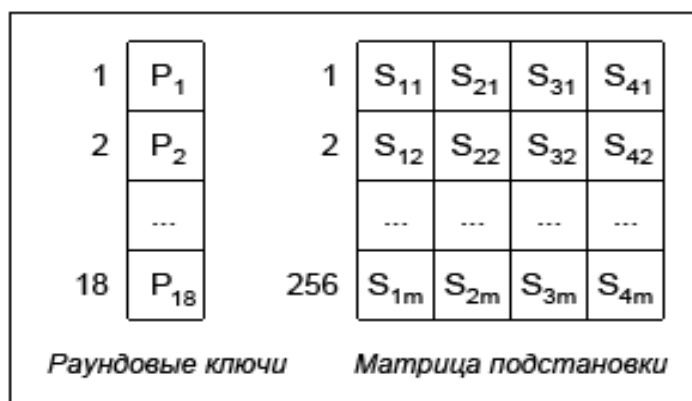 1 P₁ 1 S₁₁ S₂₁ S₃₁ S₄₁
2 P₂ 2 S₁₂ S₂₂ S₃₂ S₄₂
... ... ... ... ...
18 P₁₈ 256 S₁ₘ S₂ₘ S₃ₘ S₄ₘ
Раундовые ключи Матрица подстановки